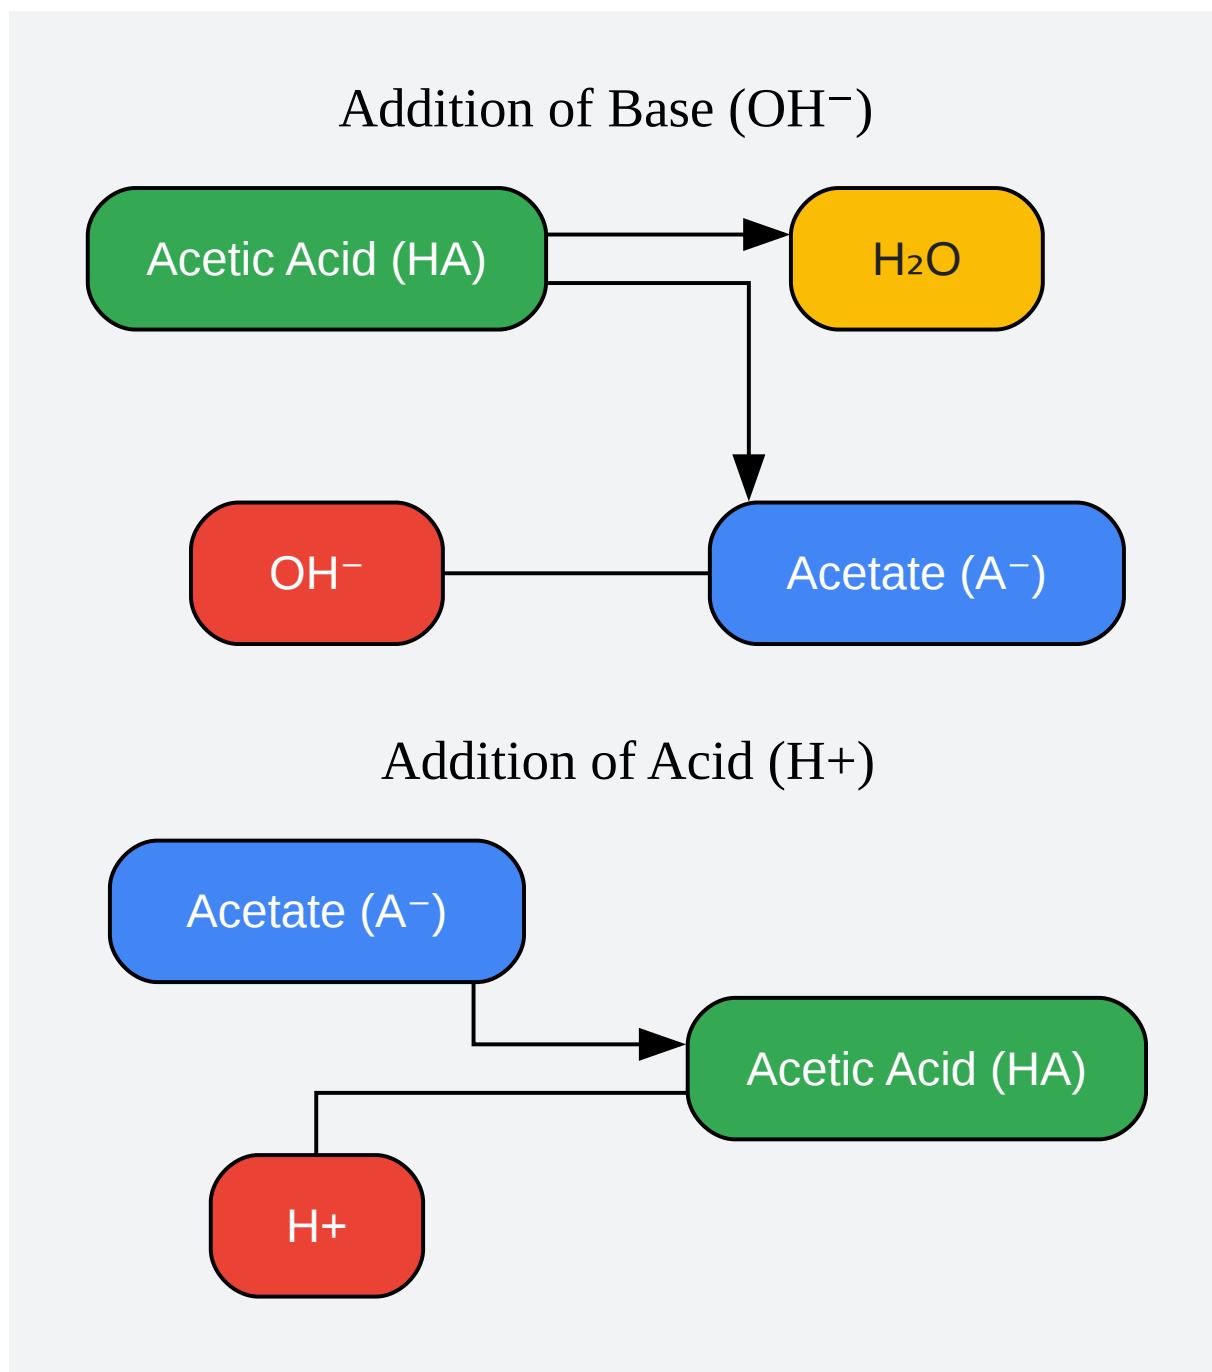 Addition of Base (OH⁻)
Acetic Acid (HA)
H₂O
OH⁻
Acetate (A⁻)
Addition of Acid (H+)
Acetate (A⁻)
Acetic Acid (HA)
H+